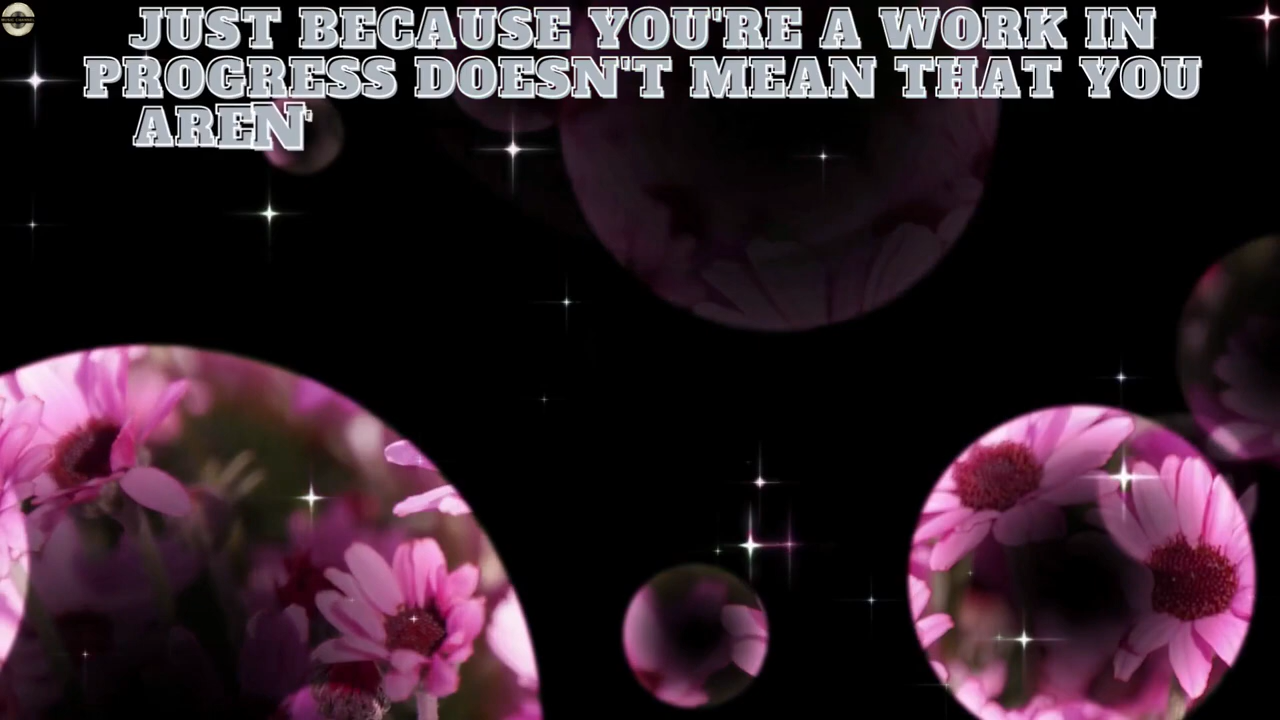 JUST BECAUSE YOU'RE A WORK IN
PROGRESS DOESN'T MEAN THAT YOU
AREN'